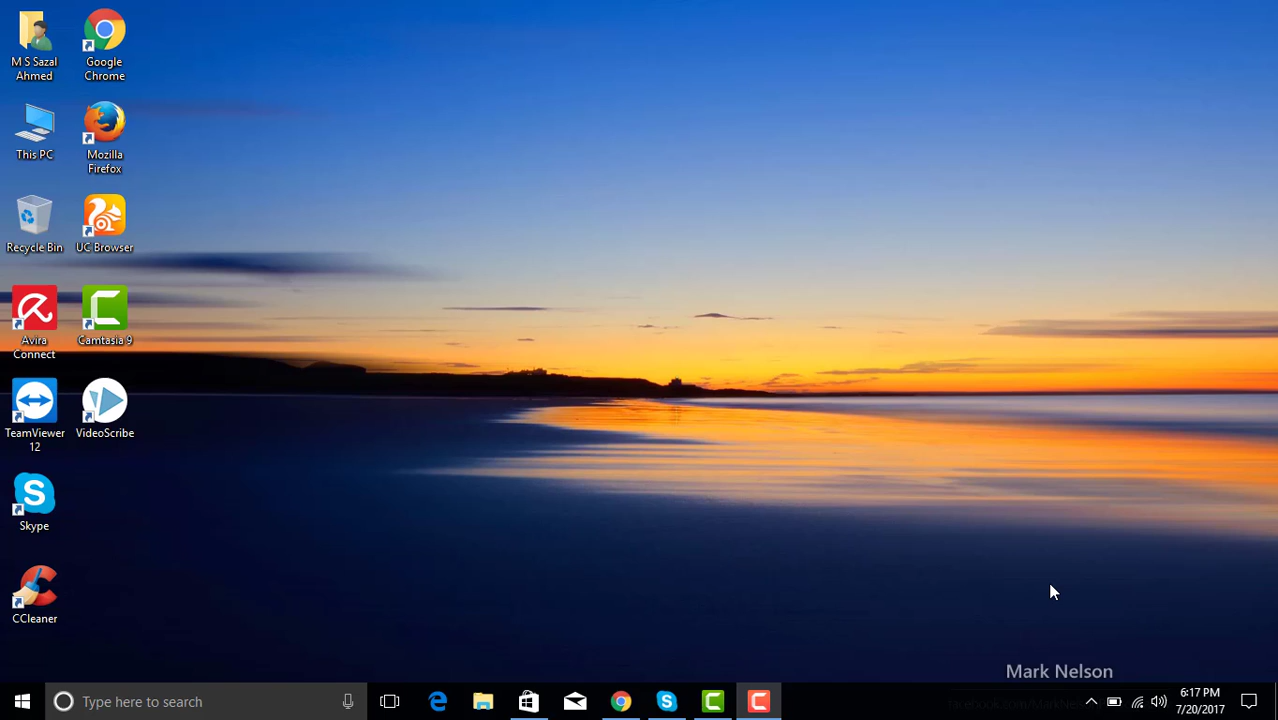 M S Sazal
Ahmed
Google
Chrome
This PC
Mozilla
Firefox
Recycle Bin
UC Browser
Avira
Connect
Camtasia 9
TeamViewer
12
VideoScribe
Skype
CCleaner
Mark Nelson
Type here to search
6:17 PM
7/20/2017